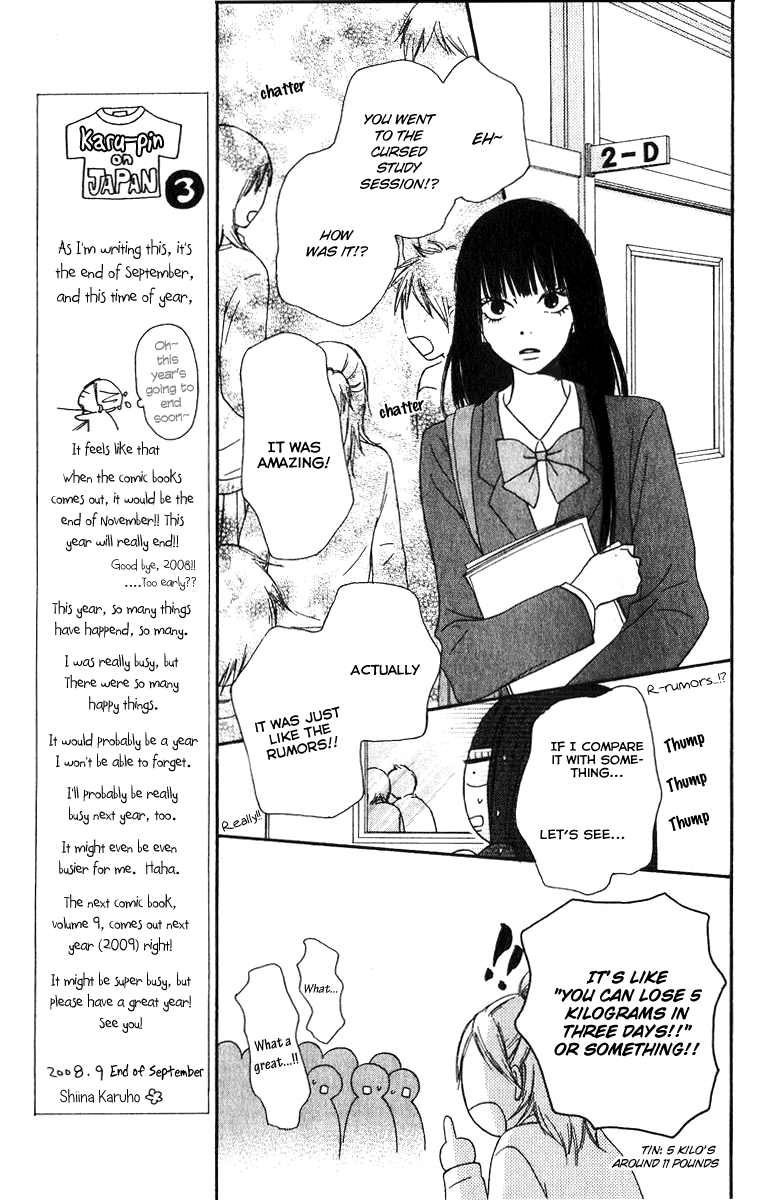 Karu-pin
on
JAPAN
3
As I'm writing this, it's
the end of September,
and this time of year,
Oh~
this
year's
going to
end
soon~
It feels like that
when the comic books
comes out, it would be the
end of November!! This
year will really end!!
Good bye, 2008!!
....Too early??
This year, so many things
have happend, so many.
I was really busy, but
There were so many
happy things.
It would probably be a year
I won't be able to forget.
I'll probably be really
busy next year, too.
It might even be even
busier for me. Haha.
The next comic book,
volume 9, comes out next
year (2009) right!
It might be super busy, but
please have a great year!
See you!
2008. 9 End of September
Shiina Karuho
2-D
chatter
EH~
YOU WENT
TO THE
CURSED
STUDY
SESSION!?
HOW
WAS IT!?
chatter
IT WAS
AMAZING!
ACTUALLY
IT WAS JUST
LIKE THE
RUMORS!!
Really!!
R-rumors..!?
IF I COMPARE
IT WITH SOME-
THING...
LET'S SEE...
Thump
Thump
Thump
IT'S LIKE
"YOU CAN LOSE 5
KILOGRAMS IN
THREE DAYS!!"
OR SOMETHING!!
!!
What...
What a
great...!!
T/N: 5 KILO'S
AROUND 11 POUNDS